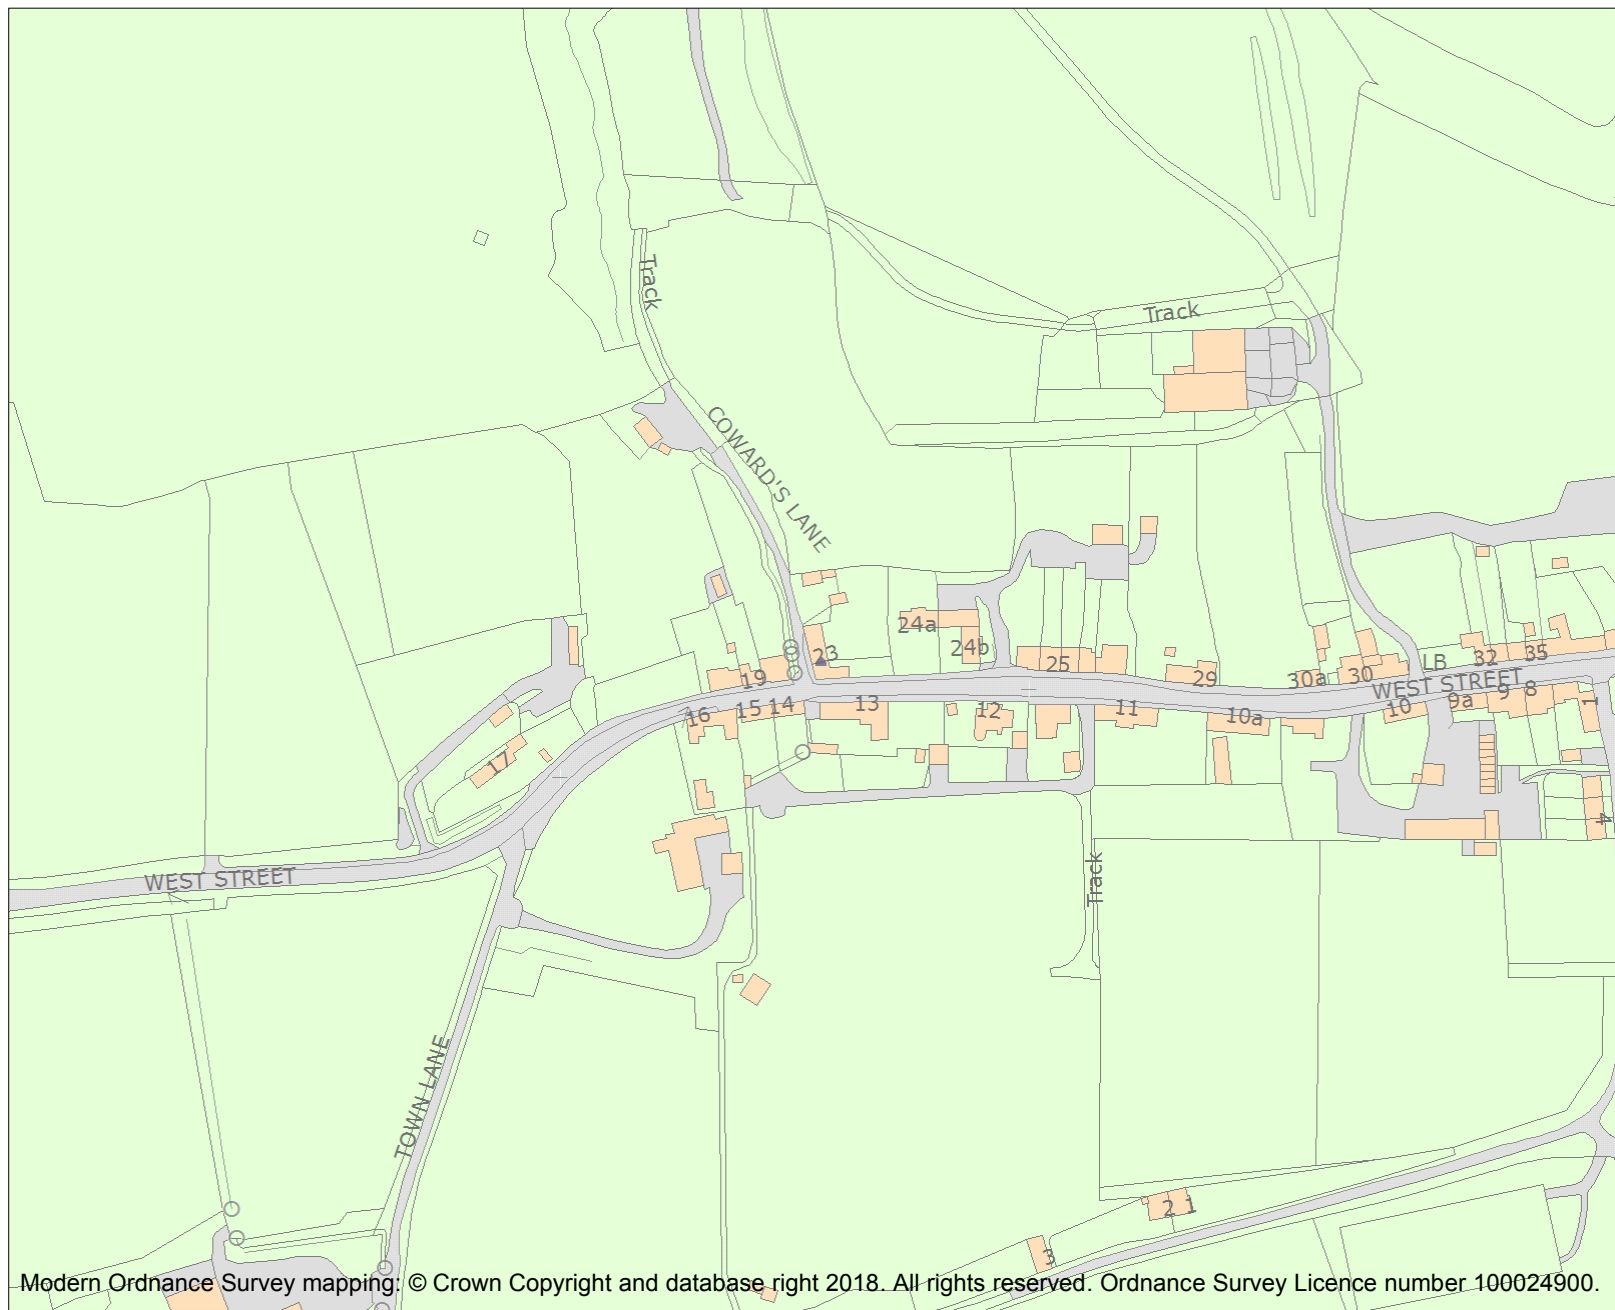 Track
Track
COWARD'S LANE
24a
24b
23
25
19
29
30a
30
LB
32
35
WEST STREET
16
15
14
13
12
11
10a
10
9a
9
8
1
17
4
WEST STREET
Track
TOWN LANE
2
1
3
Modern Ordnance Survey mapping: © Crown Copyright and database right 2018. All rights reserved. Ordnance Survey Licence number 100024900.